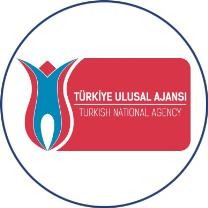 TÜRKİYE ULUSAL AJANSI
TURKISH NATIONAL AGENCY